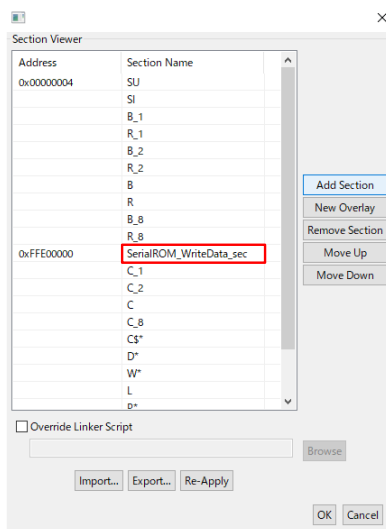 Section Viewer
Address Section Name
0x00000004 SU
SI
B_1
R_1
B_2
R_2
B
R
B_8
R_8
0xFFE00000 SerialROM_WriteData_sec
C_1
C_2
C
C_8
C$*
D*
W*
L
P*
Add Section
New Overlay
Remove Section
Move Up
Move Down
Override Linker Script
Browse
Import... Export... Re-Apply
OK Cancel